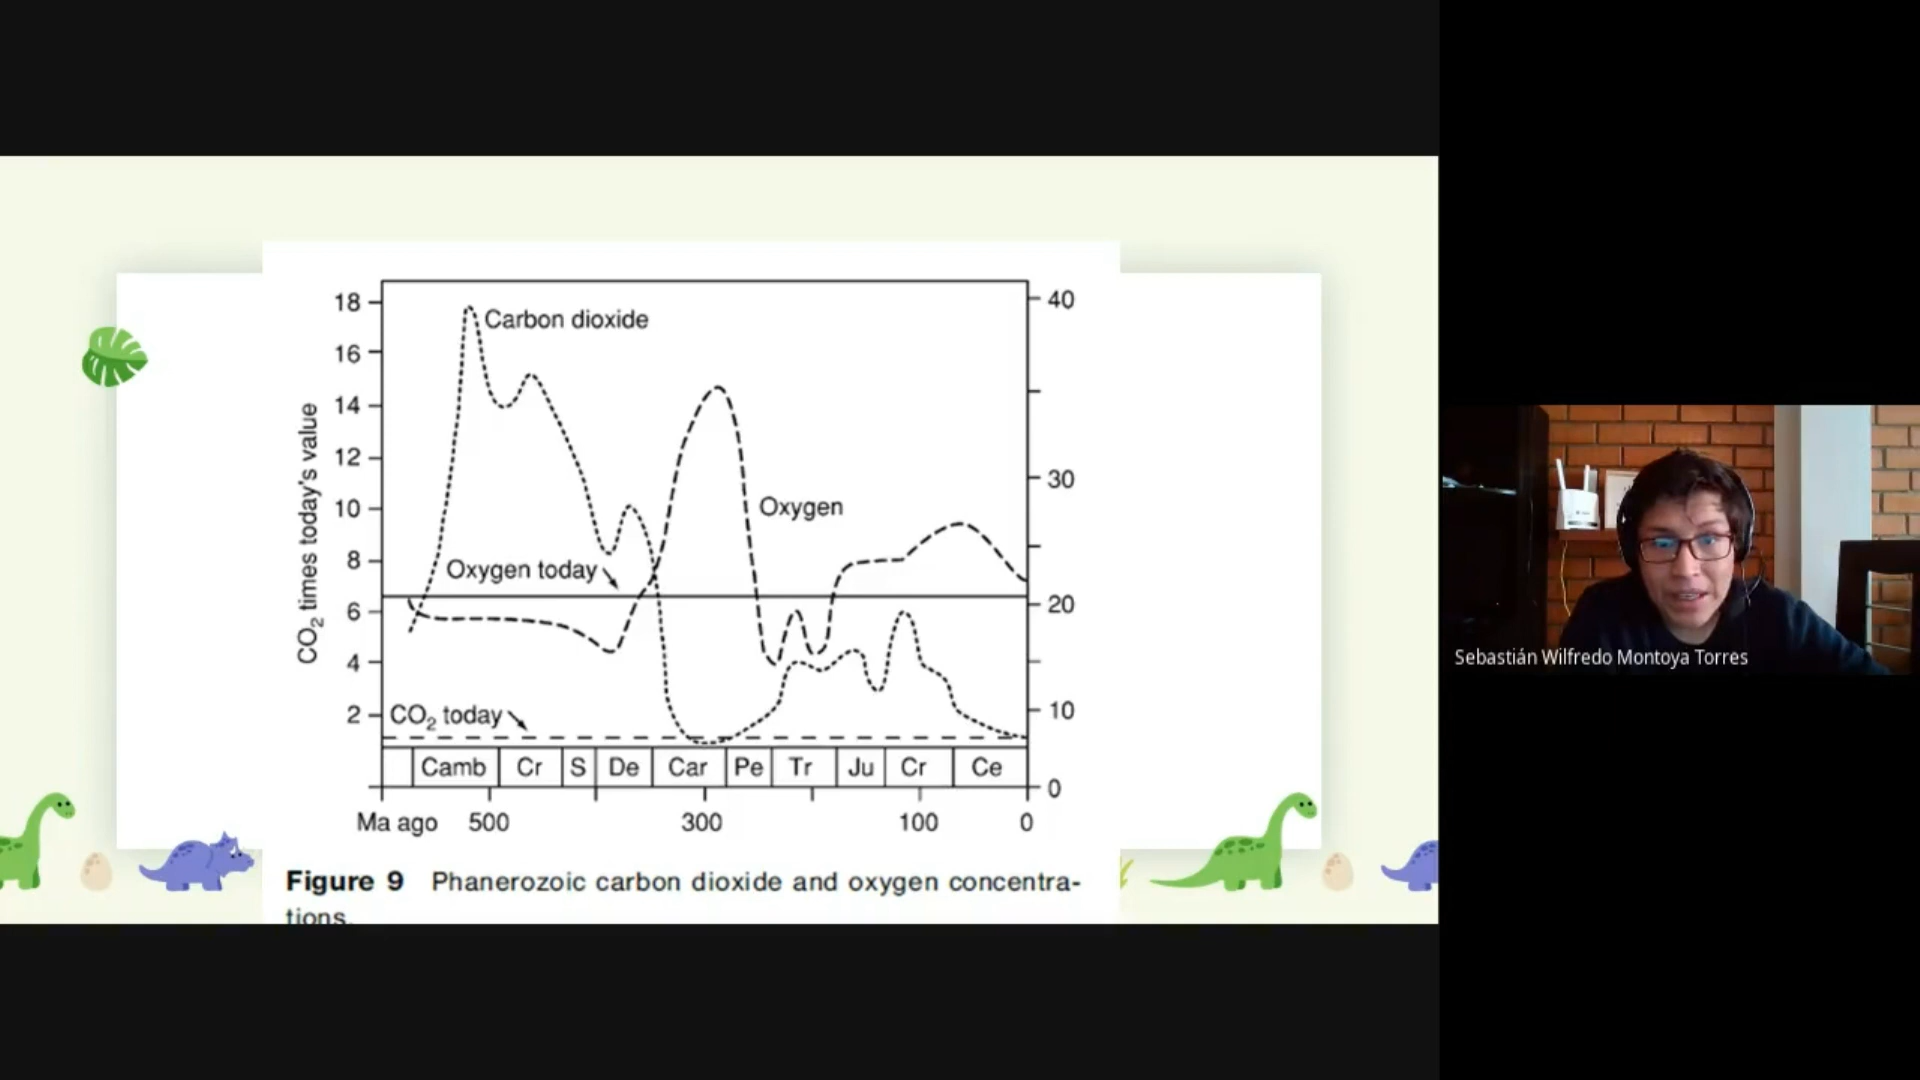 18
16
14
12
10
8
6
4
2
CO2 times today's value
Carbon dioxide
Oxygen
Oxygen today
CO2 today
40
30
20
10
0
Camb Cr S De Car Pe Tr Ju Cr Ce
Ma ago 500 300 100 0
Figure 9 Phanerozoic carbon dioxide and oxygen concentra-
tions.
Sebastián Wilfredo Montoya Torres